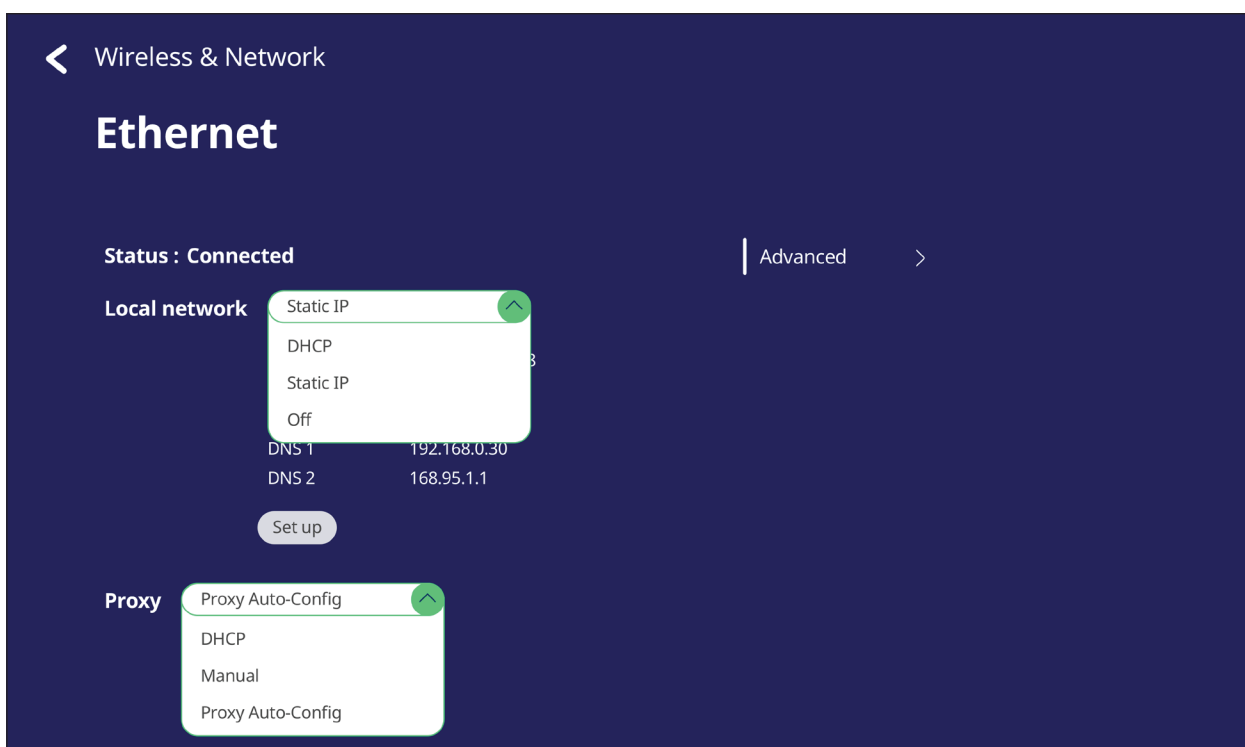 Wireless & Network
Ethernet
Status : Connected
Advanced
Local network Static IP
DHCP
Static IP
Off
DNS 1 192.168.0.30
DNS 2 168.95.1.1
Set up
Proxy Proxy Auto-Config
DHCP
Manual
Proxy Auto-Config